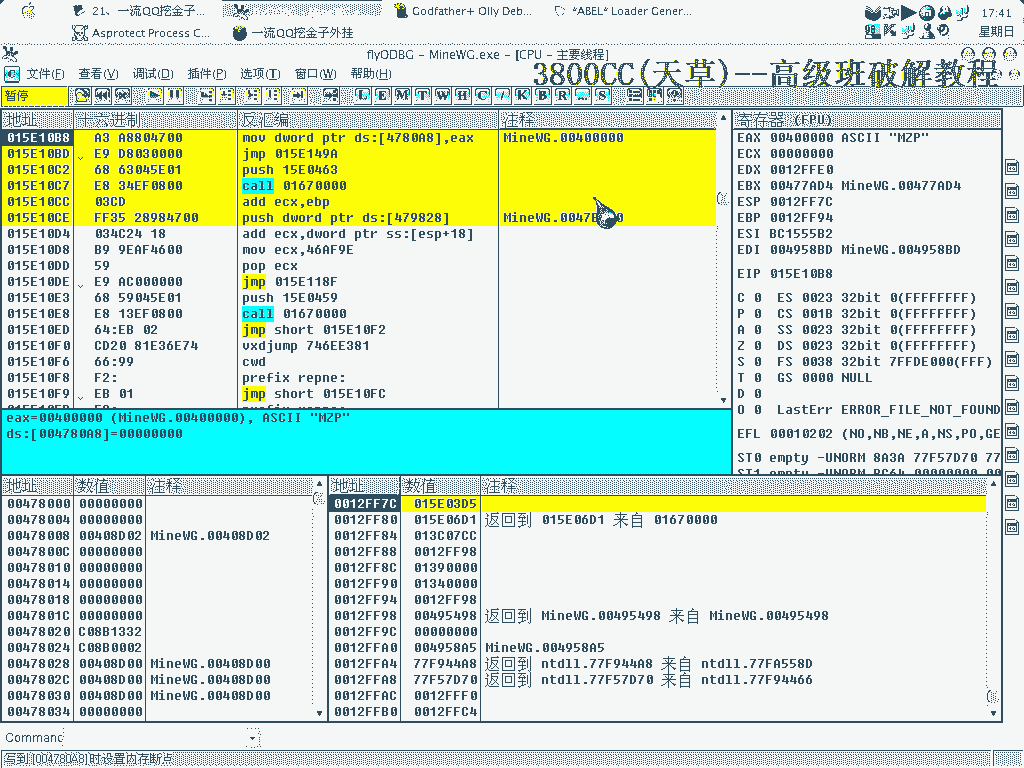 21、一流QQ挖金子...
Godfather+ Olly Deb...
*ABEL* Loader Gener...
17:41
Asprotect Process C...
一流QQ挖金子外挂
星期日
flyODBG - MineWG.exe - [CPU - 主要线程]
文件(F) 查看(V) 调试(D) 插件(P) 选项(T) 窗口(W) 帮助(H)
3800CC(天草)--高级班破解教程
暂停
L E M T W H C / K B R ... S
地址 十六进制 反汇编 注释
015E10B8 A3 A8804700 mov dword ptr ds:[4780A8],eax MineWG.00400000
015E10BD E9 D8030000 jmp 015E149A
015E10C2 68 63045E01 push 15E0463
015E10C7 E8 34EF0800 call 01670000
015E10CC 03CD add ecx,ebp
015E10CE FF35 28984700 push dword ptr ds:[479828]
015E10D4 034C24 18 add ecx,dword ptr ss:[esp+18]
015E10D8 B9 9EAF4600 mov ecx,46AF9E
015E10DD 59 pop ecx
015E10DE E9 AC000000 jmp 015E118F
015E10E3 68 59045E01 push 15E0459
015E10E8 E8 13EF0800 call 01670000
015E10ED 64:EB 02 jmp short 015E10F2
015E10F0 CD20 81E36E74 vxdjump 746EE381
015E10F6 66:99 cwd
015E10F8 F2: prefix repne:
015E10F9 EB 01 jmp short 015E10FC
寄存器 (FPU)
EAX 00400000 ASCII "MZP"
ECX 00000000
EDX 0012FFE0
EBX 00477AD4 MineWG.00477AD4
ESP 0012FF7C
EBP 0012FF94
ESI BC1555B2
EDI 004958BD MineWG.004958BD
EIP 015E10B8
C 0 ES 0023 32bit 0(FFFFFFFF)
P 0 CS 001B 32bit 0(FFFFFFFF)
A 0 SS 0023 32bit 0(FFFFFFFF)
Z 0 DS 0023 32bit 0(FFFFFFFF)
S 0 FS 0038 32bit 7FFDE000(FFF)
T 0 GS 0000 NULL
D 0
O 0 LastErr ERROR_FILE_NOT_FOUND
EFL 00010202 (NO,NB,NE,A,NS,PO,GE
ST0 empty -UNORM 8A3A 77F57D70 77
eax=00400000 (MineWG.00400000), ASCII "MZP"
ds:[004780A8]=00000000
地址 数值 注释
00478000 00000000
00478004 00000000
00478008 00408D02 MineWG.00408D02
0047800C 00000000
00478010 00000000
00478014 00000000
00478018 00000000
0047801C 00000000
00478020 C08B1332
00478024 C08B0002
00478028 00408D00 MineWG.00408D00
0047802C 00408D00 MineWG.00408D00
00478030 00408D00 MineWG.00408D00
00478034 00000000
地址 数值 注释
0012FF7C 015E03D5
0012FF80 015E06D1 返回到 015E06D1 来自 01670000
0012FF84 013C07CC
0012FF88 0012FF98
0012FF8C 01390000
0012FF90 01340000
0012FF94 0012FF98
0012FF98 00495498 返回到 MineWG.00495498 来自 MineWG.00495498
0012FF9C 00000000
0012FFA0 004958A5 MineWG.004958A5
0012FFA4 77F944A8 返回到 ntdll.77F944A8 来自 ntdll.77FA558D
0012FFA8 77F57D70 返回到 ntdll.77F57D70 来自 ntdll.77F94466
0012FFAC 0012FFF0
0012FFB0 0012FFC4
Command
写到[004780A8]时设置内存断点